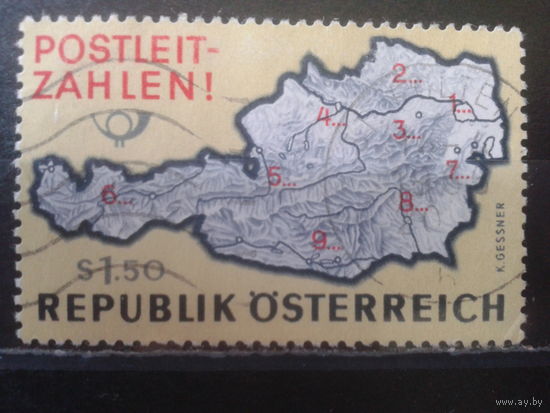 POSTLEIT-
ZAHLEN!
2...
1...
4...
3...
7...
5...
6...
8...
9...
S1.50
K. GESSNER
REPUBLIK ÖSTERREICH
www.ay.by